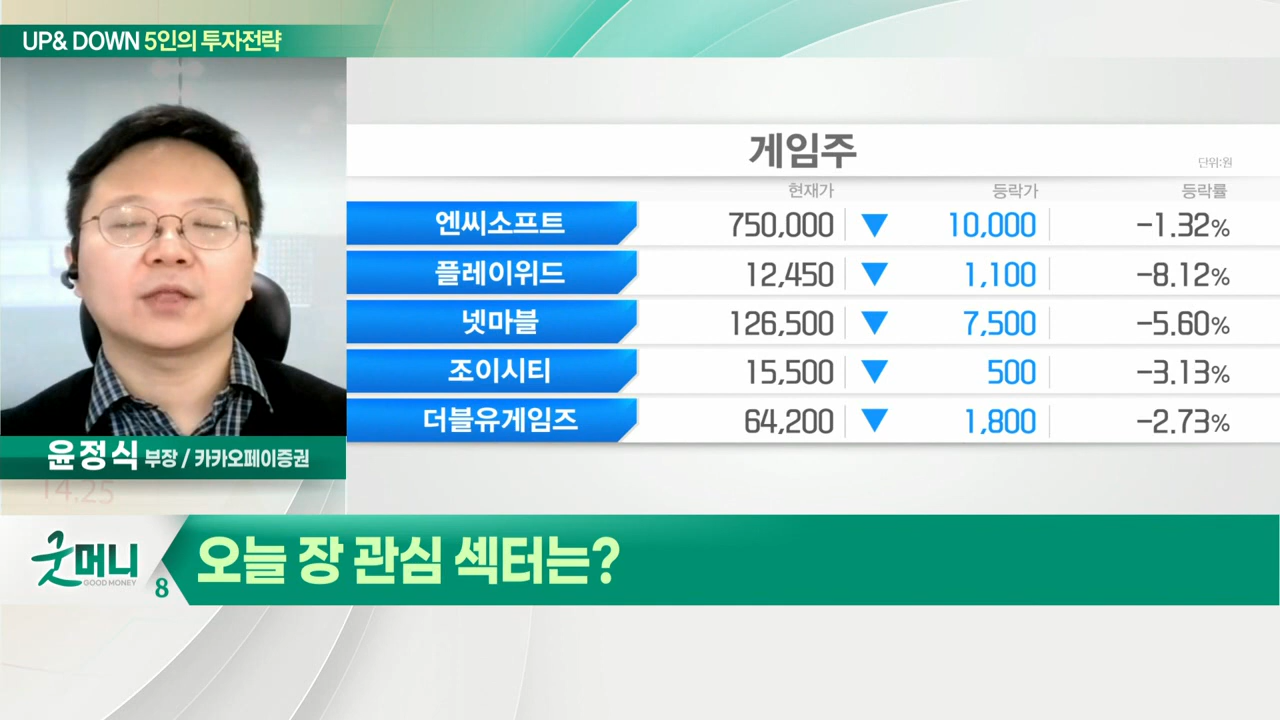 UP& DOWN 5인의 투자전략
게임주
단위:원
현재가 등락가 등락률
엔씨소프트 750,000 ▼ 10,000 -1.32%
플레이위드 12,450 ▼ 1,100 -8.12%
넷마블 126,500 ▼ 7,500 -5.60%
조이시티 15,500 ▼ 500 -3.13%
더블유게임즈 64,200 ▼ 1,800 -2.73%
윤정식 부장 / 카카오페이증권
14.25
굿머니
GOOD MONEY
8
오늘 장 관심 섹터는?